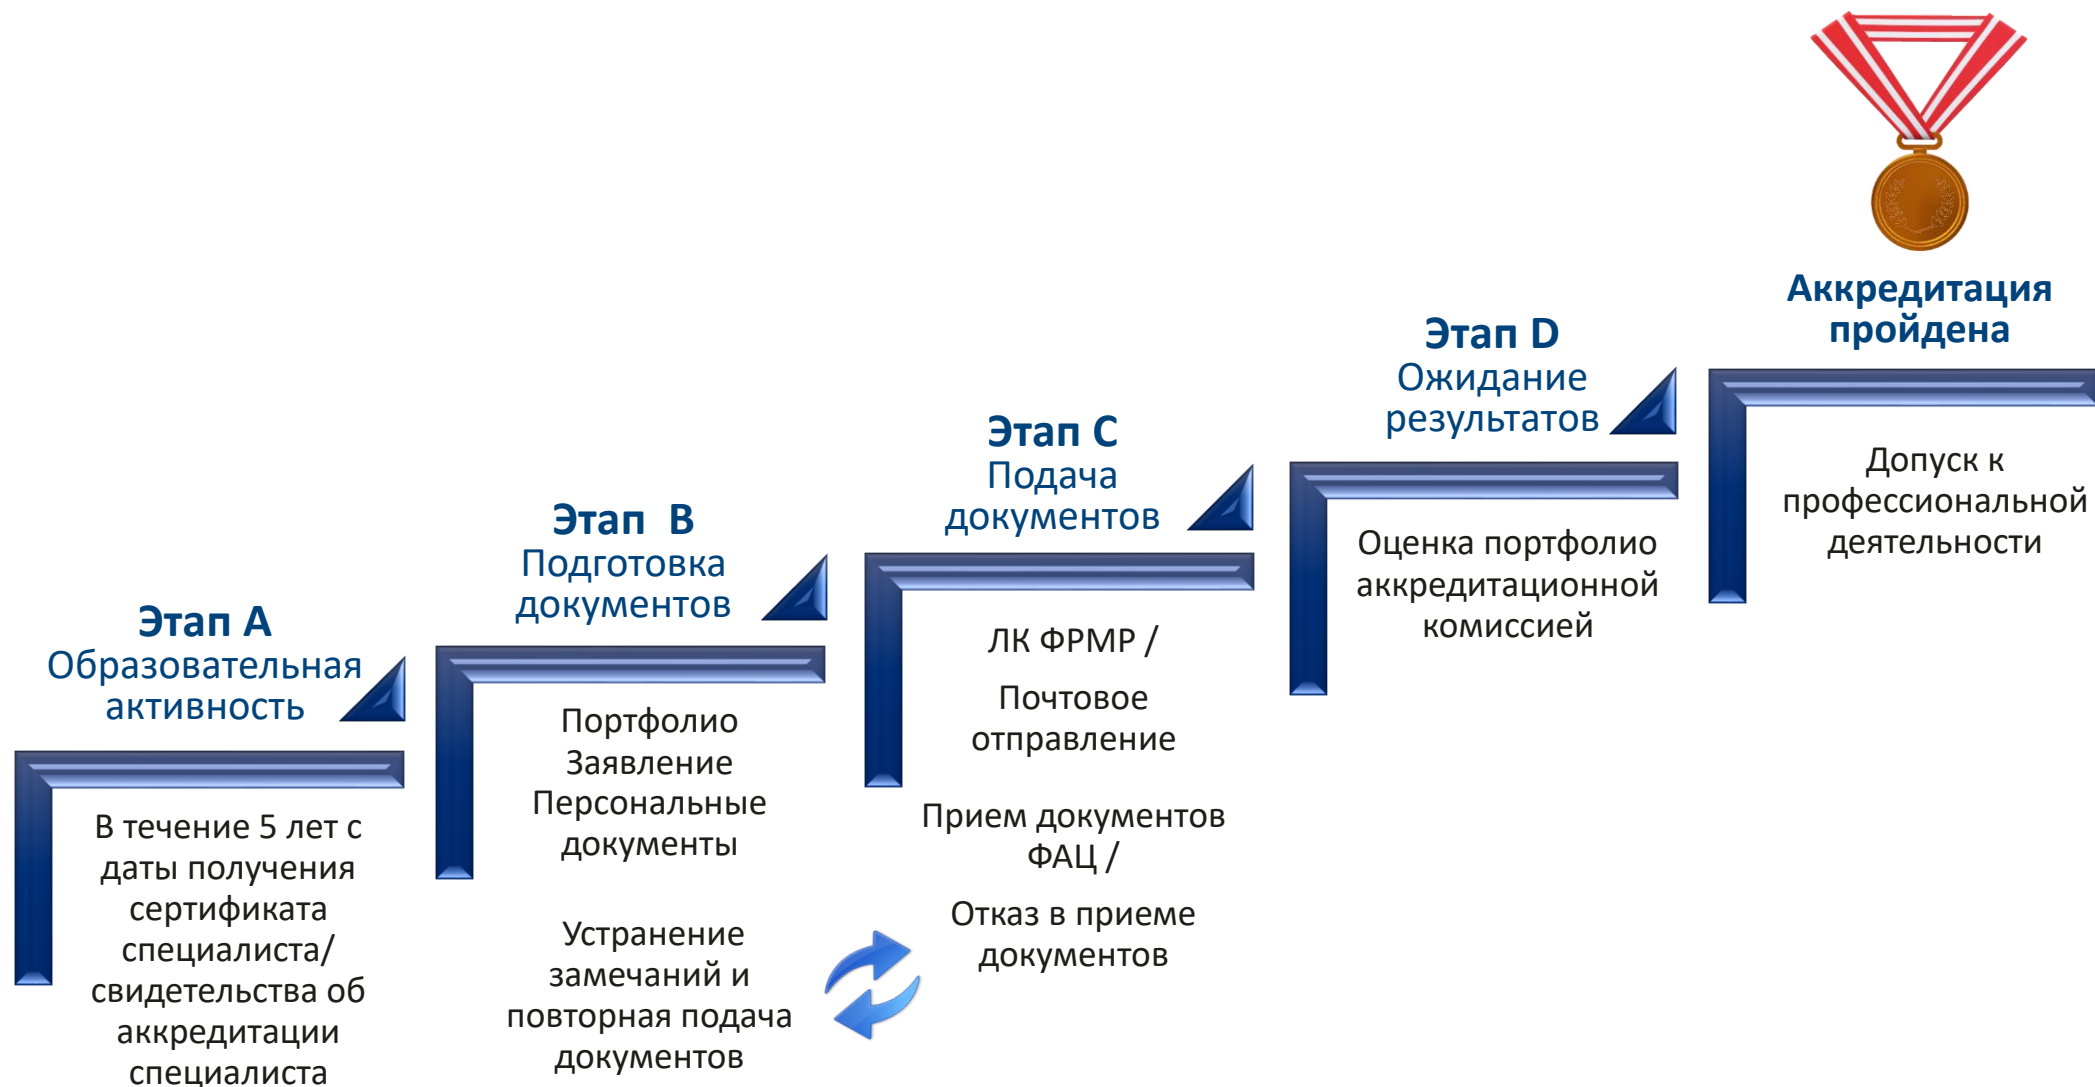 Этап А
Образовательная
активность
В течение 5 лет с
даты получения
сертификата
специалиста/
свидетельства об
аккредитации
специалиста
Этап В
Подготовка
документов
Портфолио
Заявление
Персональные
документы
Устранение
замечаний и
повторная подача
документов
Этап С
Подача
документов
ЛК ФРМР /
Почтовое
отправление
Прием документов
ФАЦ /
Отказ в приеме
документов
Этап D
Ожидание
результатов
Оценка портфолио
аккредитационной
комиссией
Аккредитация
пройдена
Допуск к
профессиональной
деятельности